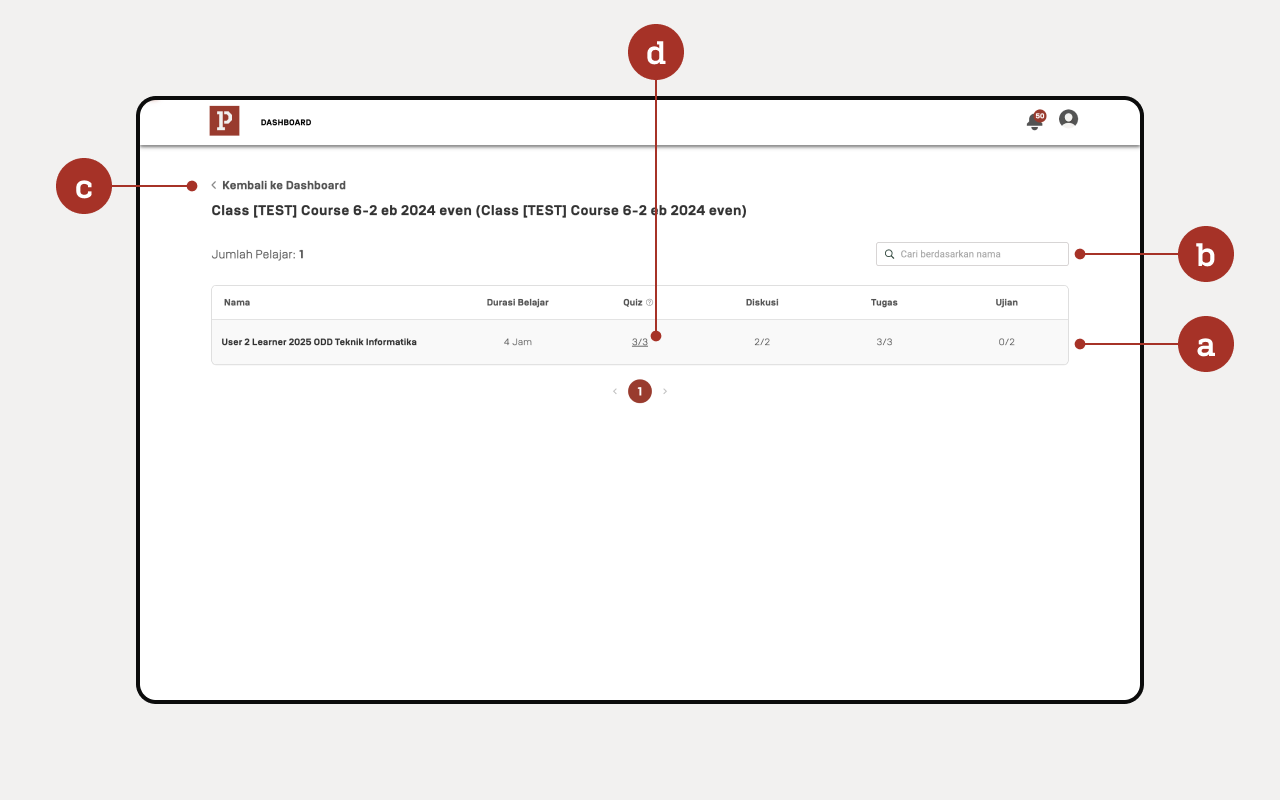 d
P
DASHBOARD
50
c
Kembali ke Dashboard
Class [TEST] Course 6-2 eb 2024 even (Class [TEST] Course 6-2 eb 2024 even)
Jumlah Pelajar: 1
Cari berdasarkan nama
b
Nama Durasi Belajar Quiz Diskusi Tugas Ujian
User 2 Learner 2025 ODD Teknik Informatika 4 Jam 3/3 2/2 3/3 0/2
a
1